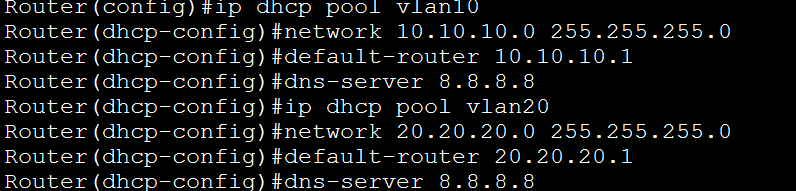 Router(config)#ip dhcp pool vlan10
Router(dhcp-config)#network 10.10.10.0 255.255.255.0
Router(dhcp-config)#default-router 10.10.10.1
Router(dhcp-config)#dns-server 8.8.8.8
Router(dhcp-config)#ip dhcp pool vlan20
Router(dhcp-config)#network 20.20.20.0 255.255.255.0
Router(dhcp-config)#default-router 20.20.20.1
Router(dhcp-config)#dns-server 8.8.8.8